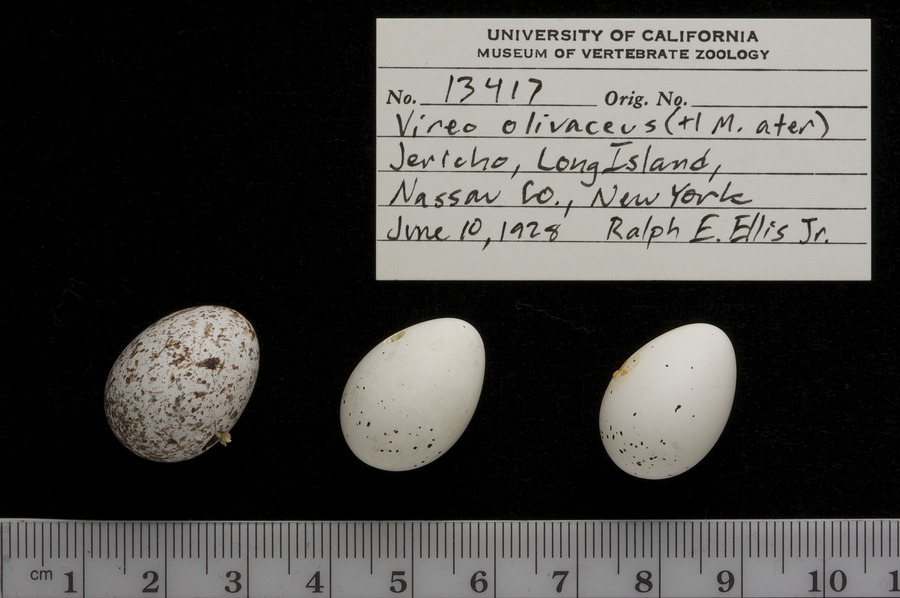 UNIVERSITY OF CALIFORNIA
MUSEUM OF VERTEBRATE ZOOLOGY
No. 13417 Orig. No.
Vireo olivaceus (+1 M. ater)
Jericho, Long Island,
Nassau Co., New York
June 10, 1928 Ralph E. Ellis Jr.
cm 1 2 3 4 5 6 7 8 9 10 1